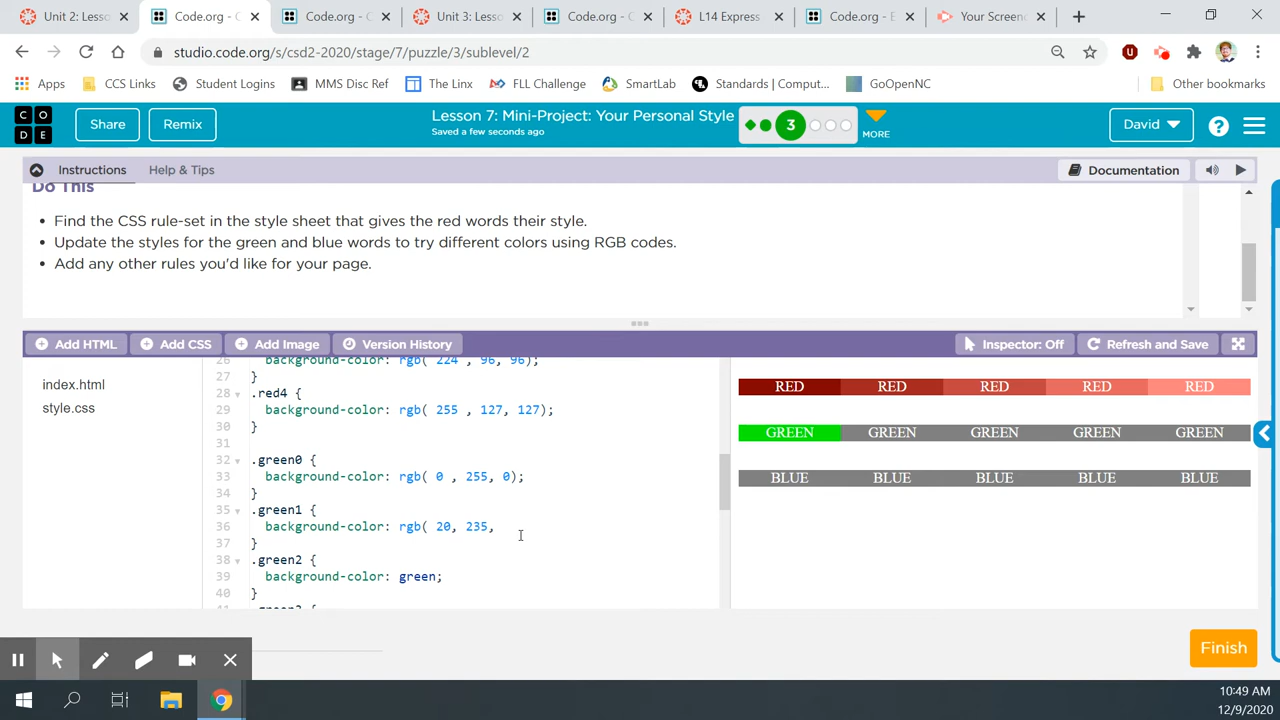 Unit 2: Lesso
Code.org - C
Code.org - C
Unit 3: Lesso
Code.org - C
L14 Express
Code.org - E
Your Screen
studio.code.org/s/csd2-2020/stage/7/puzzle/3/sublevel/2
Apps
CCS Links
Student Logins
MMS Disc Ref
The Linx
FLL Challenge
SmartLab
Standards | Comput...
GoOpenNC
Other bookmarks
C O D E
Share
Remix
Lesson 7: Mini-Project: Your Personal Style
Saved a few seconds ago
3
MORE
David
Instructions
Help & Tips
Documentation
Do This
• Find the CSS rule-set in the style sheet that gives the red words their style.
• Update the styles for the green and blue words to try different colors using RGB codes.
• Add any other rules you'd like for your page.
Add HTML
Add CSS
Add Image
Version History
Inspector: Off
Refresh and Save
index.html
style.css
26 background-color: rgb( 224 , 96, 96);
27 }
28 .red4 {
29 background-color: rgb( 255 , 127, 127);
30 }
31
32 .green0 {
33 background-color: rgb( 0 , 255, 0);
34 }
35 .green1 {
36 background-color: rgb( 20, 235,
37 }
38 .green2 {
39 background-color: green;
40 }
41 .green3 {
RED RED RED RED RED
GREEN GREEN GREEN GREEN GREEN
BLUE BLUE BLUE BLUE BLUE
Finish
10:49 AM
12/9/2020